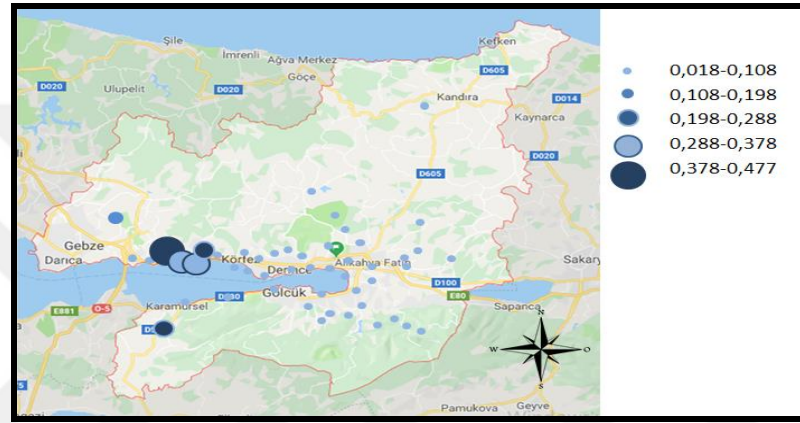 Şile
İmrenli
Ağva Merkez
Kefken
Göçe
D605
D020
Ulupelit
D020
Kandıra
D014
Kaynarca
D020
D605
Gebze
Darıca
Körfez
Derince
Fatih
Sakary
D100
E80
Gölcük
Karamürsel
E881
O-5
Sapanca
N
W
O
S
Pamukova
Geyve
0,018-0,108
0,108-0,198
0,198-0,288
0,288-0,378
0,378-0,477